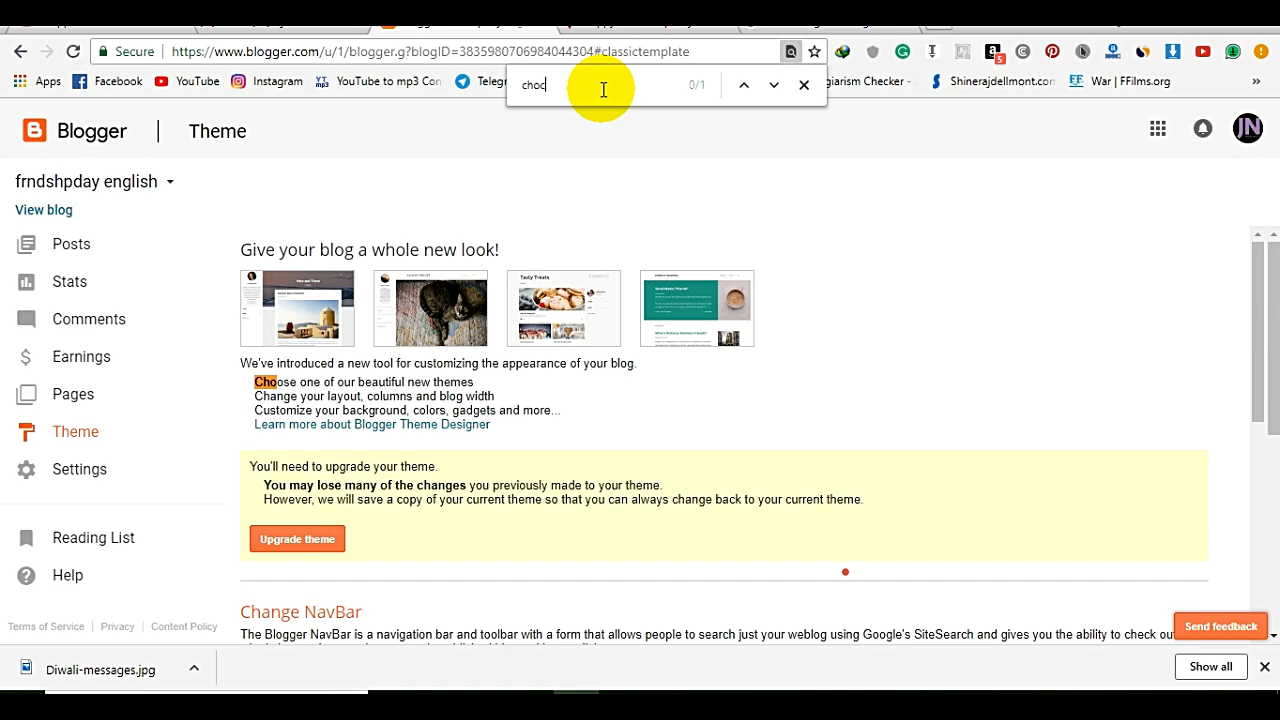 Secure
https://www.blogger.com/u/1/blogger.g?blogID=3835980706984044304#classictemplate
5
Apps
Facebook
YouTube
Instagram
YouTube to mp3 Con
Teleg
giarism Checker -
Shinerajdellmont.com
War | FFilms.org
»
choc
0/1
Blogger
Theme
JN
frndshpday english
View blog
Posts
Stats
Comments
Earnings
Pages
Theme
Settings
Reading List
Help
Terms of Service | Privacy | Content Policy
Give your blog a whole new look!
Tasty Treats
We've introduced a new tool for customizing the appearance of your blog.
Choose one of our beautiful new themes
Change your layout, columns and blog width
Customize your background, colors, gadgets and more...
Learn more about Blogger Theme Designer
You'll need to upgrade your theme.
You may lose many of the changes you previously made to your theme.
However, we will save a copy of your current theme so that you can always change back to your current theme.
Upgrade theme
Change NavBar
The Blogger NavBar is a navigation bar and toolbar with a form that allows people to search just your weblog using Google's SiteSearch and gives you the ability to check out
Send feedback
Diwali-messages.jpg
Show all